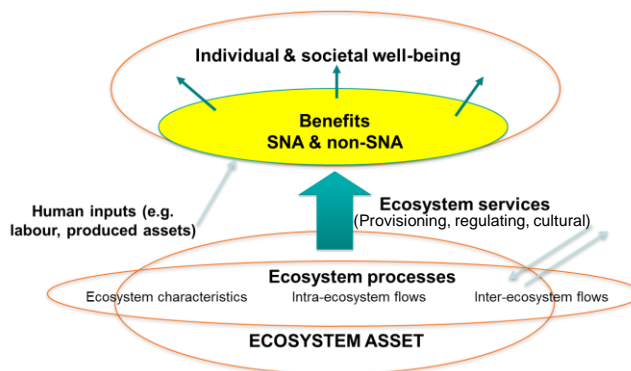 Individual & societal well-being
Benefits
SNA & non-SNA
Human inputs (e.g.
labour, produced assets)
Ecosystem services
(Provisioning, regulating, cultural)
Ecosystem processes
Ecosystem characteristics
Intra-ecosystem flows
Inter-ecosystem flows
ECOSYSTEM ASSET